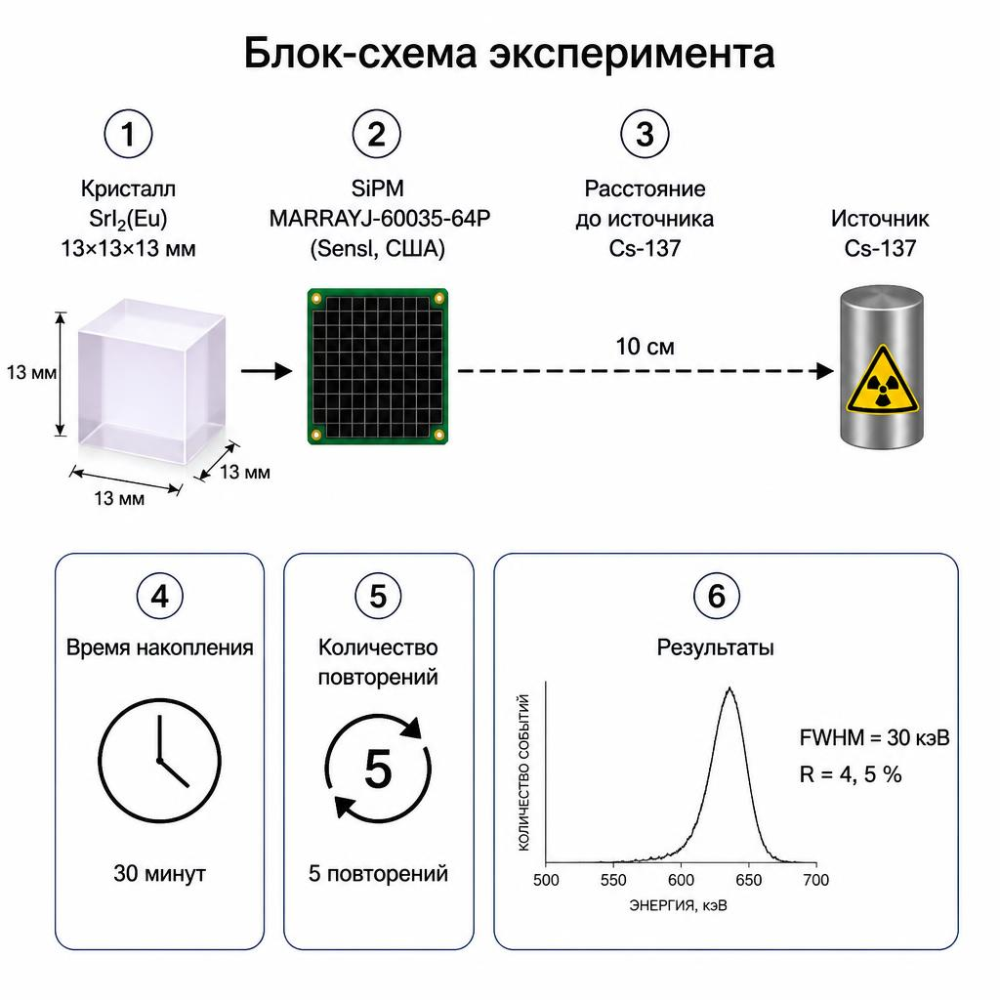 Блок-схема эксперимента
1
Кристалл
SrI₂(Eu)
13×13×13 мм
2
SiPM
MARRAYJ-60035-64P
(Sensl, США)
3
Расстояние
до источника
Cs-137
Источник
Cs-137
13 мм
13 мм
13 мм
10 см
4
Время накопления
30 минут
5
Количество
повторений
5
5 повторений
6
Результаты
КОЛИЧЕСТВО СОБЫТИЙ
FWHM = 30 кэВ
R = 4, 5 %
500 550 600 650 700
ЭНЕРГИЯ, кэВ